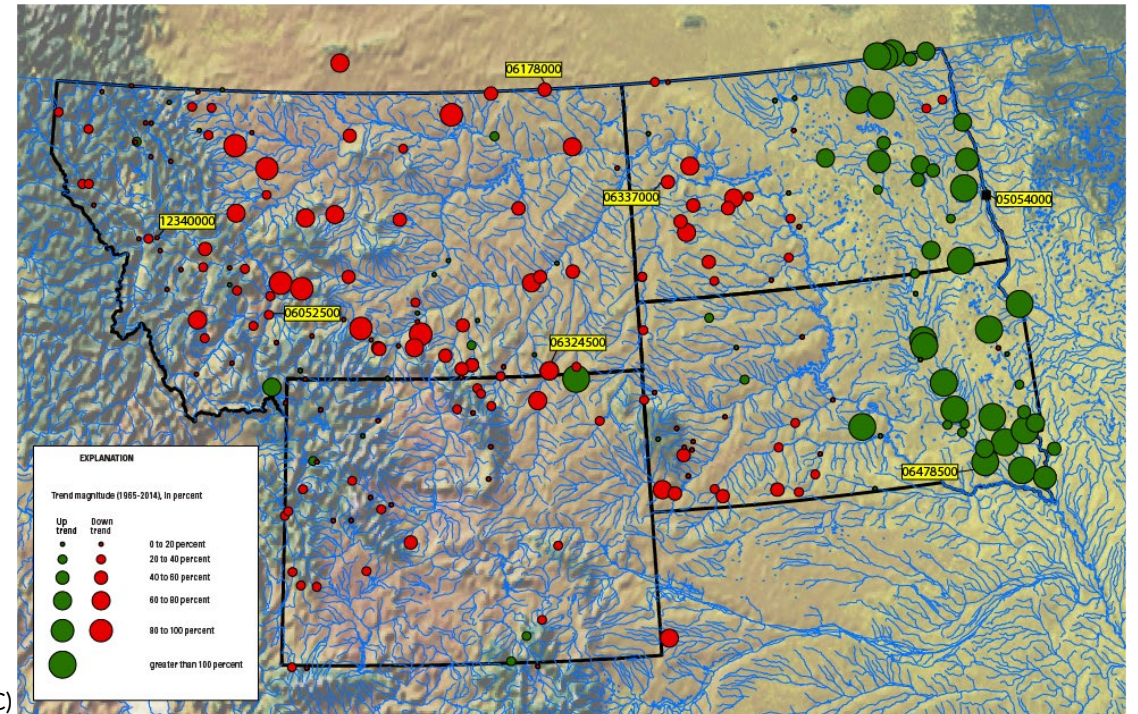 06178000
06337000
05054000
12340000
06052500
06324500
06478500
EXPLANATION
Trend magnitude (1965-2014), in percent
Up trend
Down trend
0 to 20 percent
20 to 40 percent
40 to 60 percent
60 to 80 percent
80 to 100 percent
greater than 100 percent
C)